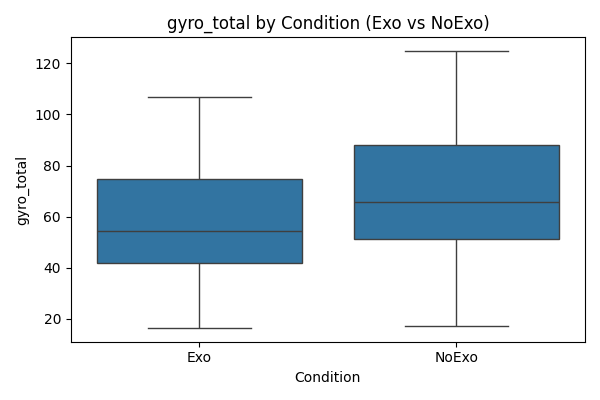 gyro_total by Condition (Exo vs NoExo)
gyro_total
120
100
80
60
40
20
Exo
NoExo
Condition